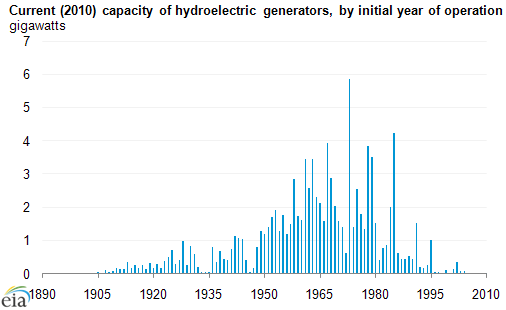 Current (2010) capacity of hydroelectric generators, by initial year of operation
gigawatts
7
6
5
4
3
2
1
0
1890 1905 1920 1935 1950 1965 1980 1995 2010
eia